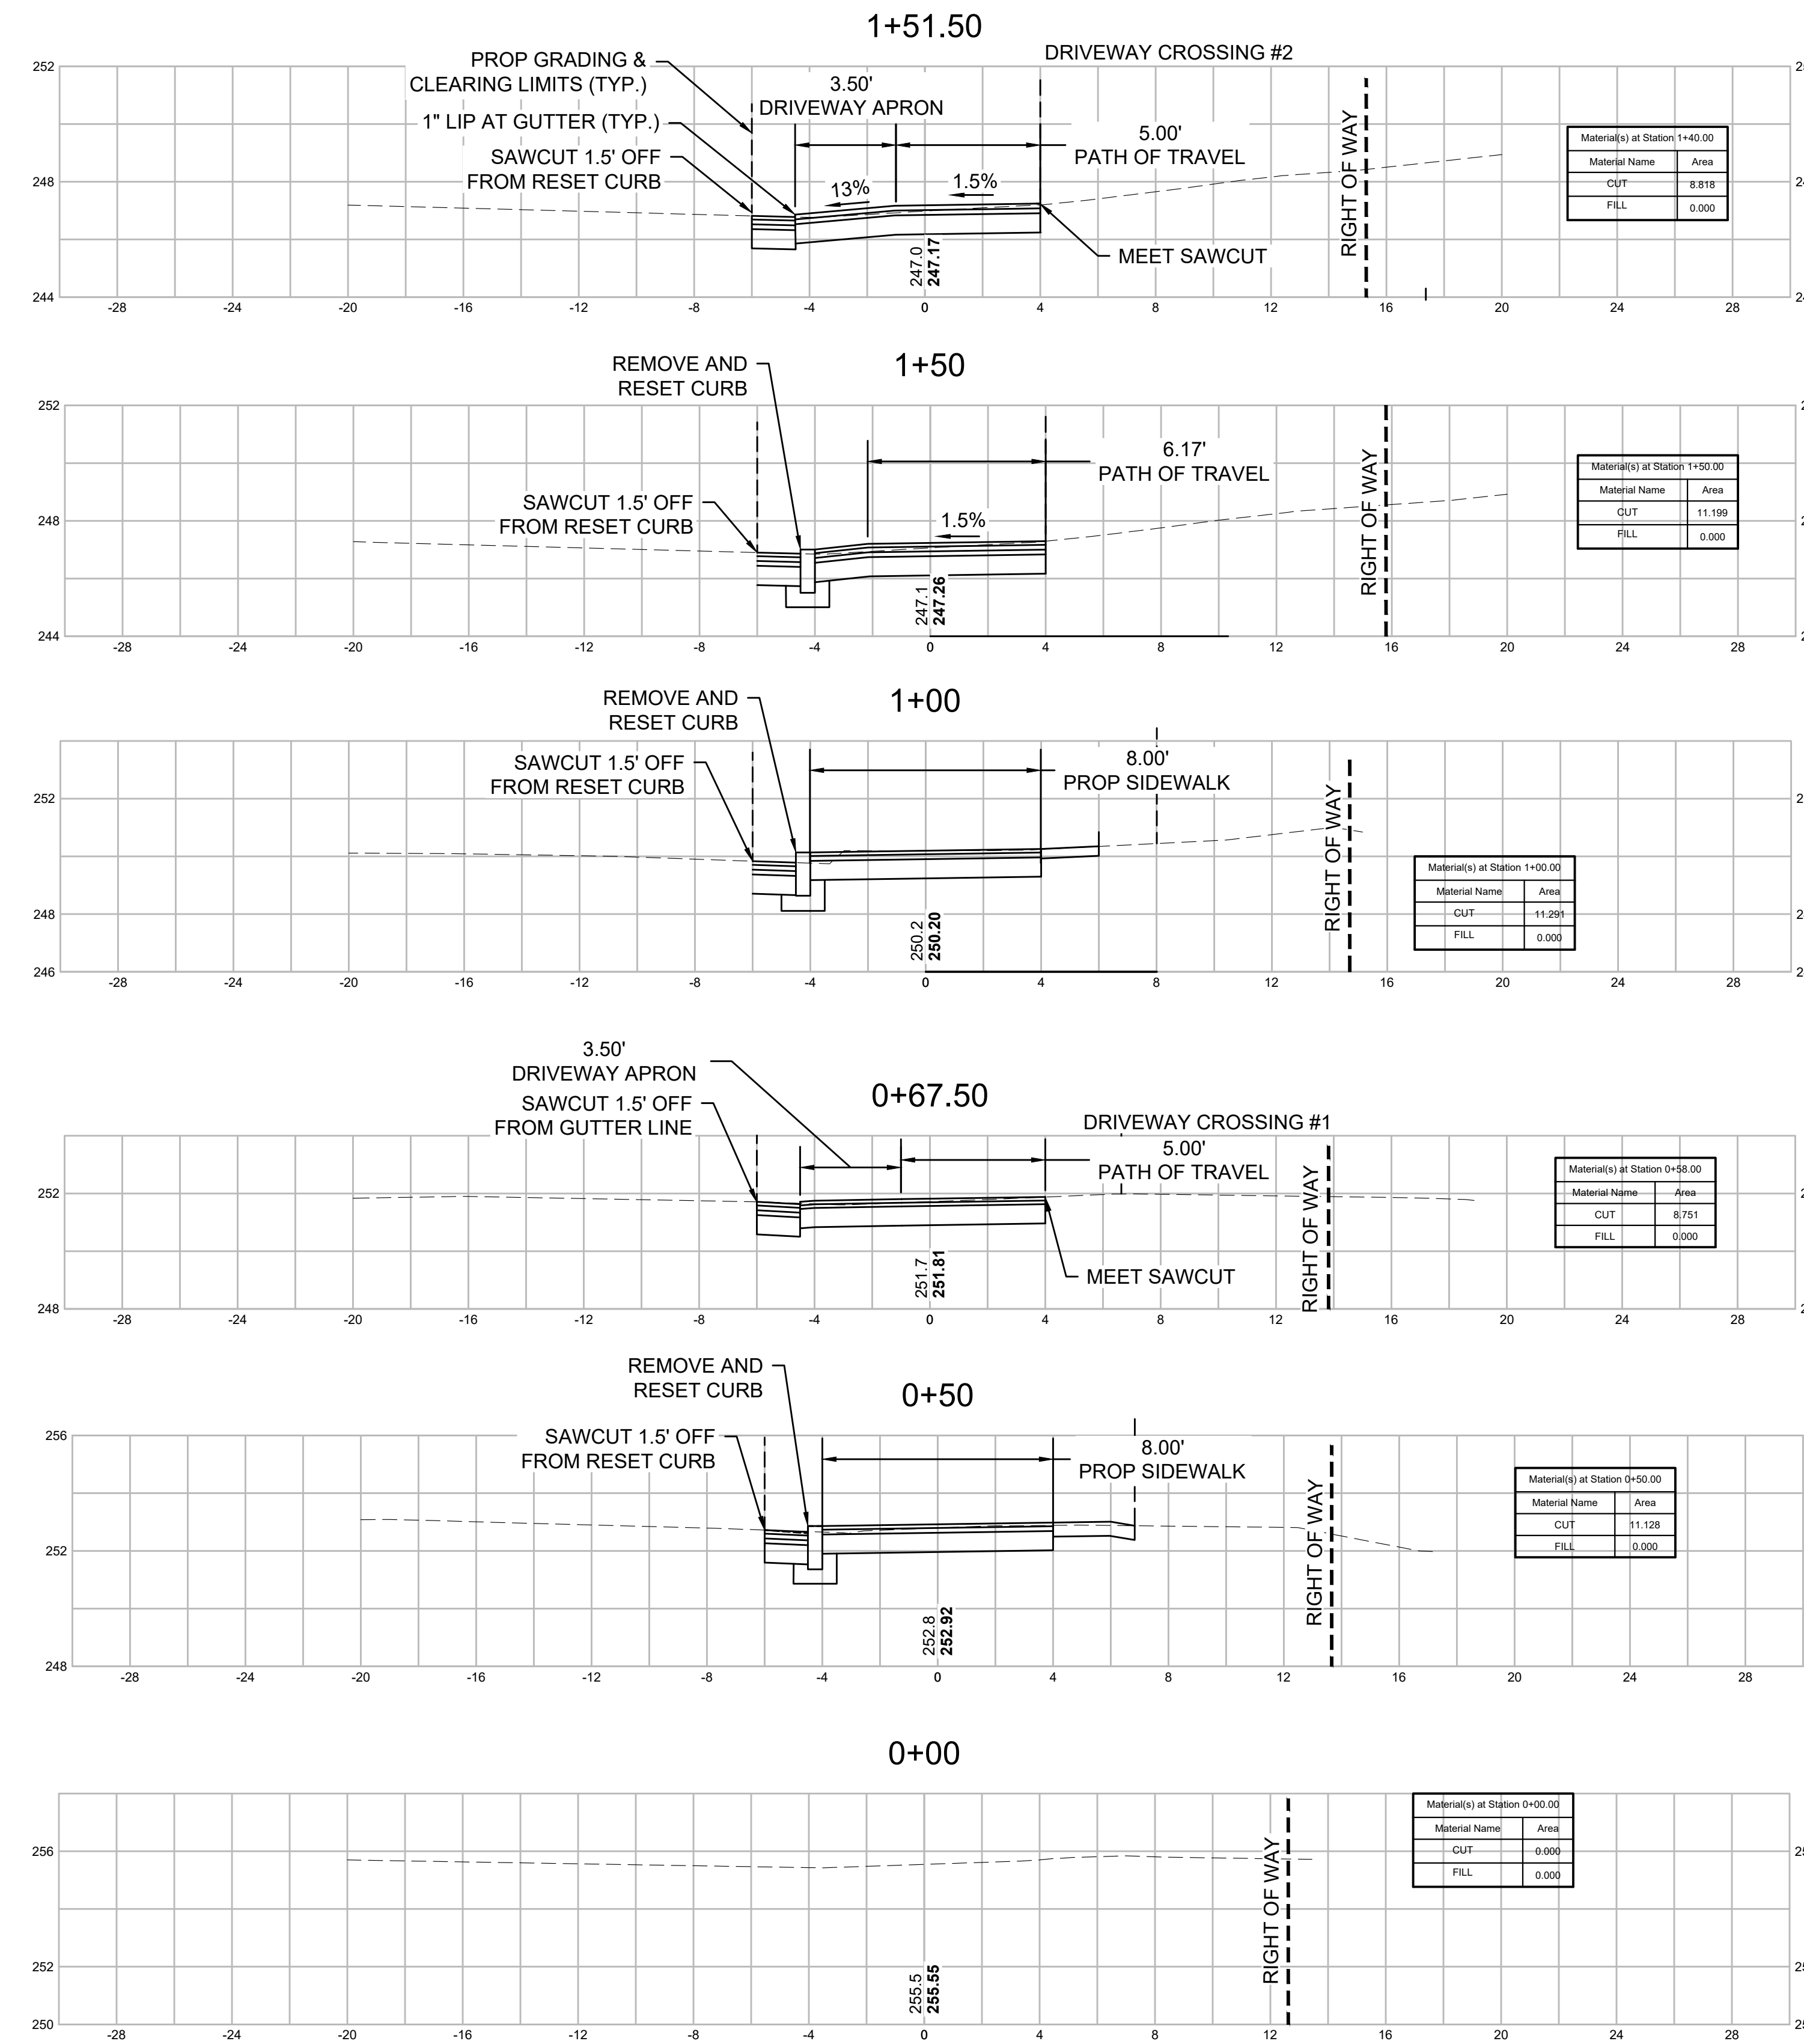 1+51.50
DRIVEWAY CROSSING #2
PROP GRADING &
CLEARING LIMITS (TYP.)
3.50'
DRIVEWAY APRON
1" LIP AT GUTTER (TYP.)
5.00'
PATH OF TRAVEL
SAWCUT 1.5' OFF
FROM RESET CURB
13%
1.5%
MEET SAWCUT
RIGHT OF WAY
247.0
247.17
252
248
244
-28 -24 -20 -16 -12 -8 -4 0 4 8 12 16 20 24 28
Material(s) at Station 1+40.00
Material Name Area
CUT 8.818
FILL 0.000
1+50
REMOVE AND
RESET CURB
6.17'
PATH OF TRAVEL
SAWCUT 1.5' OFF
FROM RESET CURB
1.5%
RIGHT OF WAY
247.1
247.26
252
248
244
-28 -24 -20 -16 -12 -8 -4 0 4 8 12 16 20 24 28
Material(s) at Station 1+50.00
Material Name Area
CUT 11.199
FILL 0.000
1+00
REMOVE AND
RESET CURB
SAWCUT 1.5' OFF
FROM RESET CURB
8.00'
PROP SIDEWALK
RIGHT OF WAY
250.2
250.20
252
248
246
-28 -24 -20 -16 -12 -8 -4 0 4 8 12 16 20 24 28
Material(s) at Station 1+00.00
Material Name Area
CUT 11.291
FILL 0.000
3.50'
DRIVEWAY APRON
0+67.50
SAWCUT 1.5' OFF
FROM GUTTER LINE
DRIVEWAY CROSSING #1
5.00'
PATH OF TRAVEL
MEET SAWCUT
RIGHT OF WAY
251.7
251.81
252
248
-28 -24 -20 -16 -12 -8 -4 0 4 8 12 16 20 24 28
Material(s) at Station 0+58.00
Material Name Area
CUT 8.751
FILL 0.000
REMOVE AND
RESET CURB
0+50
SAWCUT 1.5' OFF
FROM RESET CURB
8.00'
PROP SIDEWALK
RIGHT OF WAY
252.8
252.92
256
252
248
-28 -24 -20 -16 -12 -8 -4 0 4 8 12 16 20 24 28
Material(s) at Station 0+50.00
Material Name Area
CUT 11.128
FILL 0.000
0+00
RIGHT OF WAY
255.5
255.55
256
252
250
-28 -24 -20 -16 -12 -8 -4 0 4 8 12 16 20 24 28
Material(s) at Station 0+00.00
Material Name Area
CUT 0.000
FILL 0.000